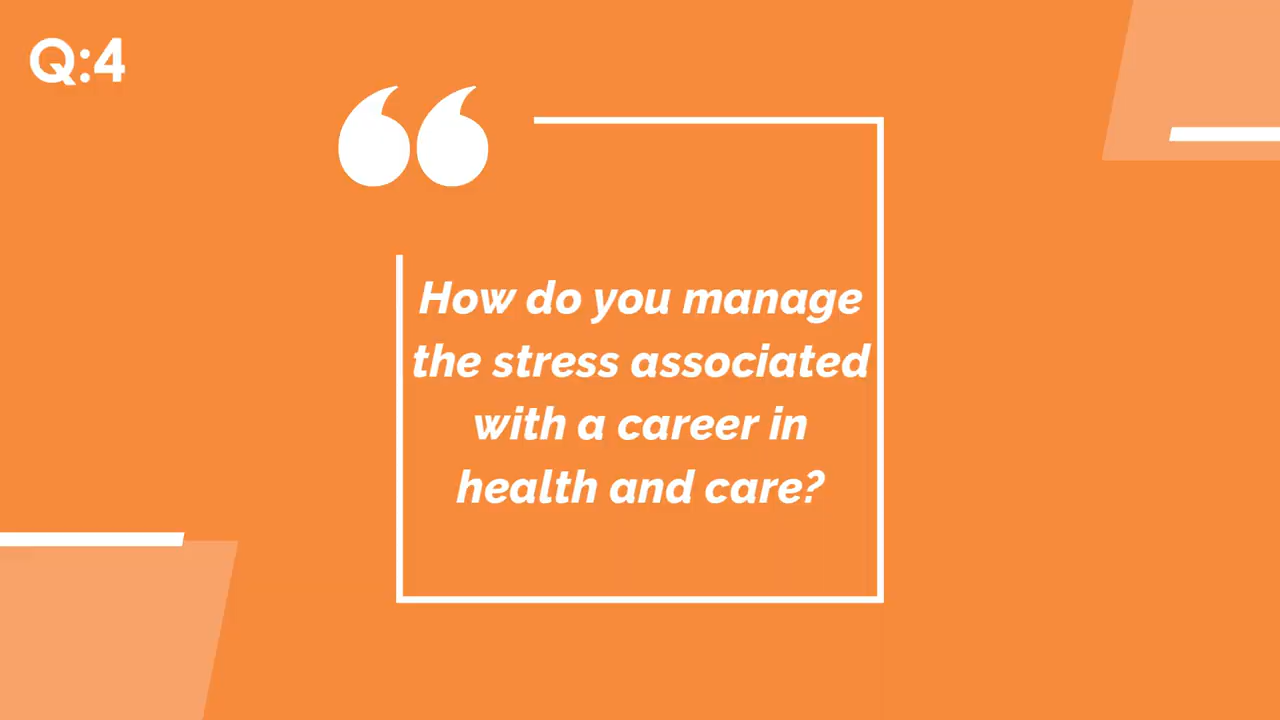 Q:4
How do you manage
the stress associated
with a career in
health and care?